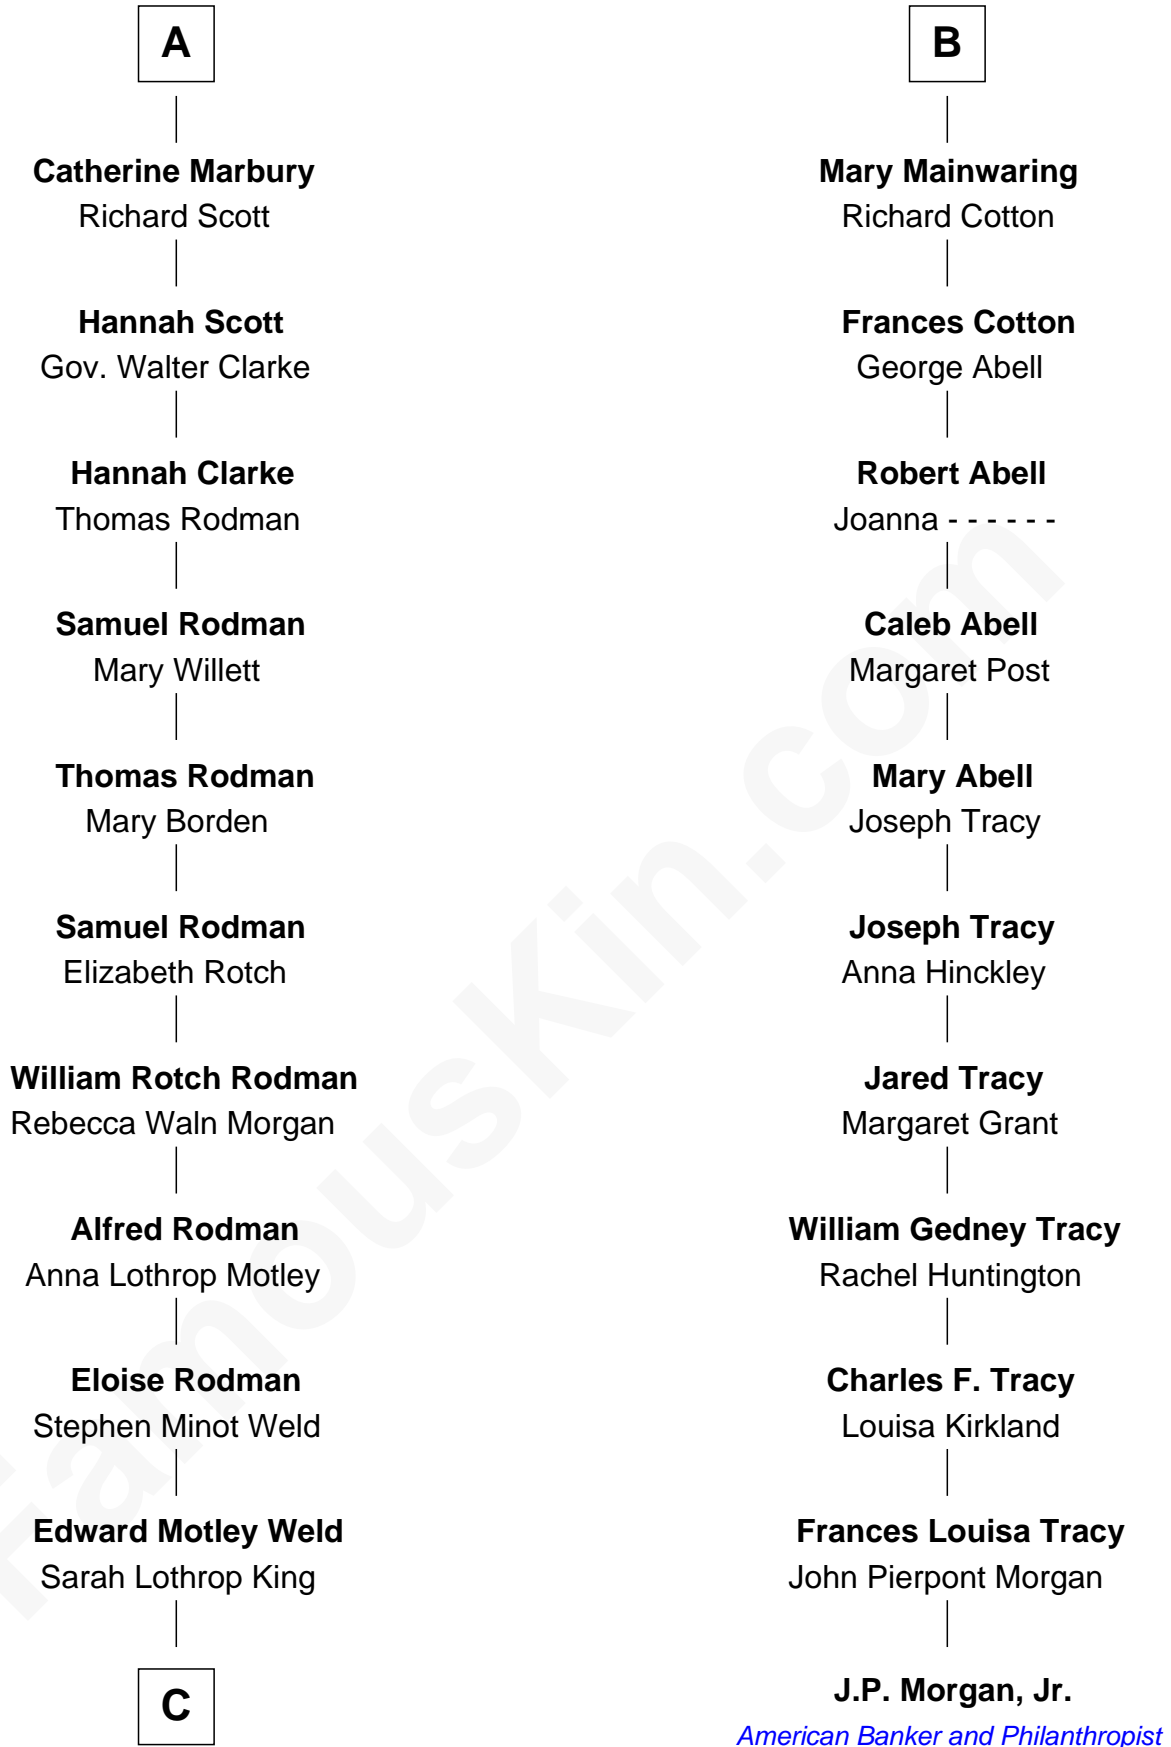 A
Catherine Marbury
Richard Scott
Hannah Scott
Gov. Walter Clarke
Hannah Clarke
Thomas Rodman
Samuel Rodman
Mary Willett
Thomas Rodman
Mary Borden
Samuel Rodman
Elizabeth Rotch
William Rotch Rodman
Rebecca Waln Morgan
Alfred Rodman
Anna Lothrop Motley
Eloise Rodman
Stephen Minot Weld
Edward Motley Weld
Sarah Lothrop King
C
B
Mary Mainwaring
Richard Cotton
Frances Cotton
George Abell
Robert Abell
Joanna - - - - - -
Caleb Abell
Margaret Post
Mary Abell
Joseph Tracy
Joseph Tracy
Anna Hinckley
Jared Tracy
Margaret Grant
William Gedney Tracy
Rachel Huntington
Charles F. Tracy
Louisa Kirkland
Frances Louisa Tracy
John Pierpont Morgan
J.P. Morgan, Jr.
American Banker and Philanthropist
FamousKin.com